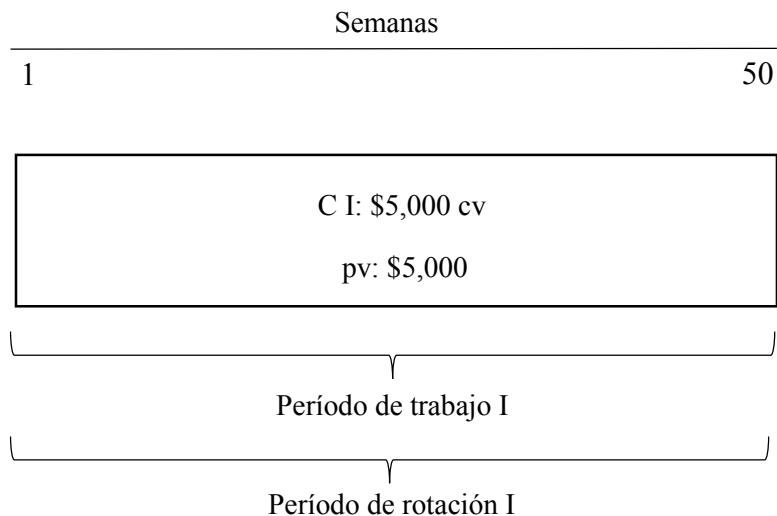 Semanas
1 50
C I: $5,000 cv
pv: $5,000
Período de trabajo I
Período de rotación I